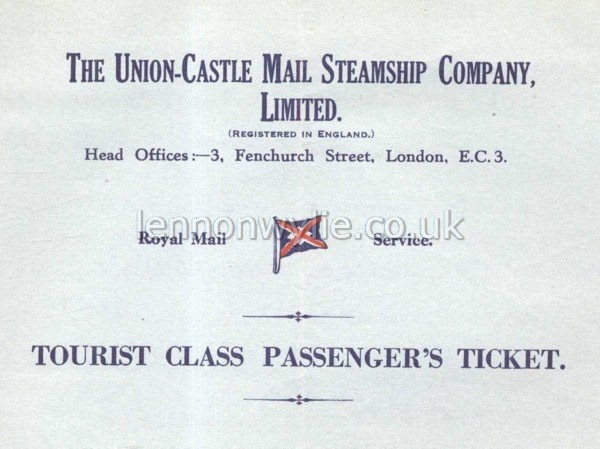 THE UNION-CASTLE MAIL STEAMSHIP COMPANY,
LIMITED.
(REGISTERED IN ENGLAND.)
Head Offices:—3, Fenchurch Street, London, E.C.3.
lennonwylie.co.uk
Royal Mail Service.
TOURIST CLASS PASSENGER'S TICKET.